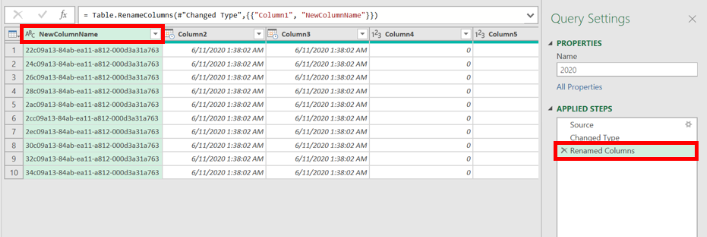 = Table.RenameColumns(#"Changed Type",{{"Column1", "NewColumnName"}})
NewColumnName Column2 Column3 Column4 Column5
1 22c09a13-84ab-ea11-a812-000d3a31a763 6/11/2020 1:38:02 AM 6/11/2020 1:38:02 AM 0
2 24c09a13-84ab-ea11-a812-000d3a31a763 6/11/2020 1:38:02 AM 6/11/2020 1:38:02 AM 0
3 26c09a13-84ab-ea11-a812-000d3a31a763 6/11/2020 1:38:02 AM 6/11/2020 1:38:02 AM 0
4 28c09a13-84ab-ea11-a812-000d3a31a763 6/11/2020 1:38:02 AM 6/11/2020 1:38:02 AM 0
5 2ac09a13-84ab-ea11-a812-000d3a31a763 6/11/2020 1:38:02 AM 6/11/2020 1:38:02 AM 0
6 2cc09a13-84ab-ea11-a812-000d3a31a763 6/11/2020 1:38:02 AM 6/11/2020 1:38:02 AM 0
7 2ec09a13-84ab-ea11-a812-000d3a31a763 6/11/2020 1:38:02 AM 6/11/2020 1:38:02 AM 0
8 30c09a13-84ab-ea11-a812-000d3a31a763 6/11/2020 1:38:02 AM 6/11/2020 1:38:02 AM 0
9 32c09a13-84ab-ea11-a812-000d3a31a763 6/11/2020 1:38:02 AM 6/11/2020 1:38:02 AM 0
10 34c09a13-84ab-ea11-a812-000d3a31a763 6/11/2020 1:38:02 AM 6/11/2020 1:38:02 AM 0
Query Settings
PROPERTIES
Name
2020
All Properties
APPLIED STEPS
Source
Changed Type
Renamed Columns